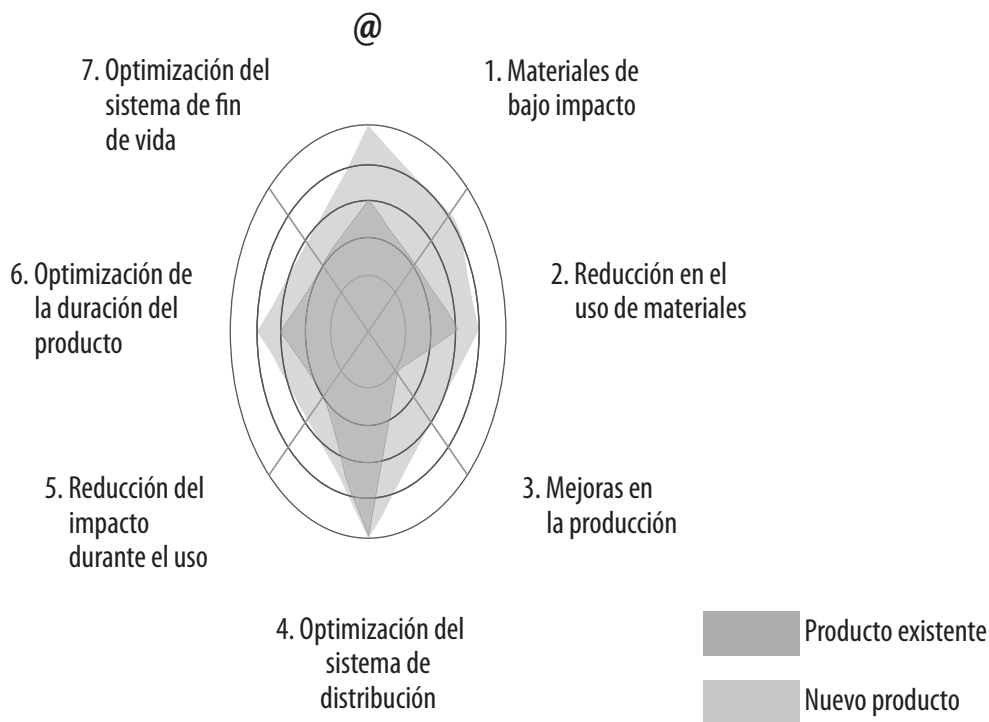 @
7. Optimización del
sistema de fin
de vida
1. Materiales de
bajo impacto
6. Optimización de
la duración del
producto
2. Reducción en el
uso de materiales
5. Reducción del
impacto
durante el uso
3. Mejoras en
la producción
4. Optimización del
sistema de
distribución
Producto existente
Nuevo producto